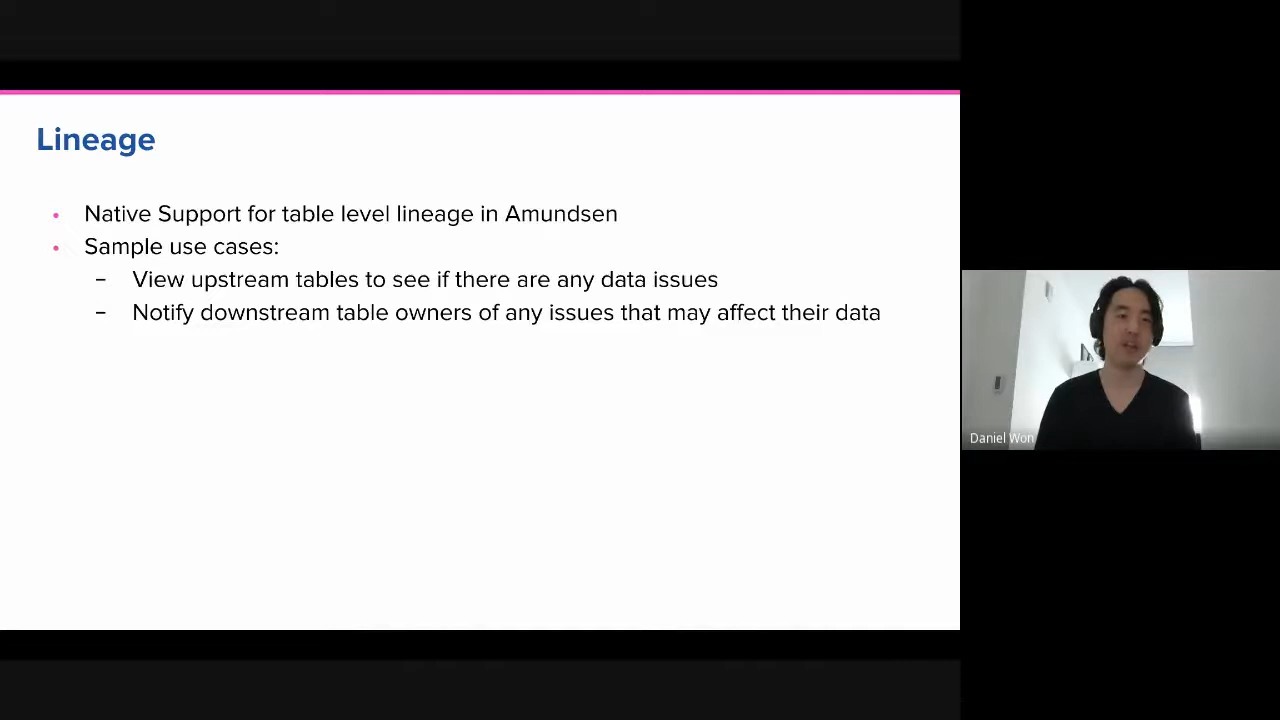 Lineage
• Native Support for table level lineage in Amundsen
• Sample use cases:
– View upstream tables to see if there are any data issues
– Notify downstream table owners of any issues that may affect their data
Daniel Won